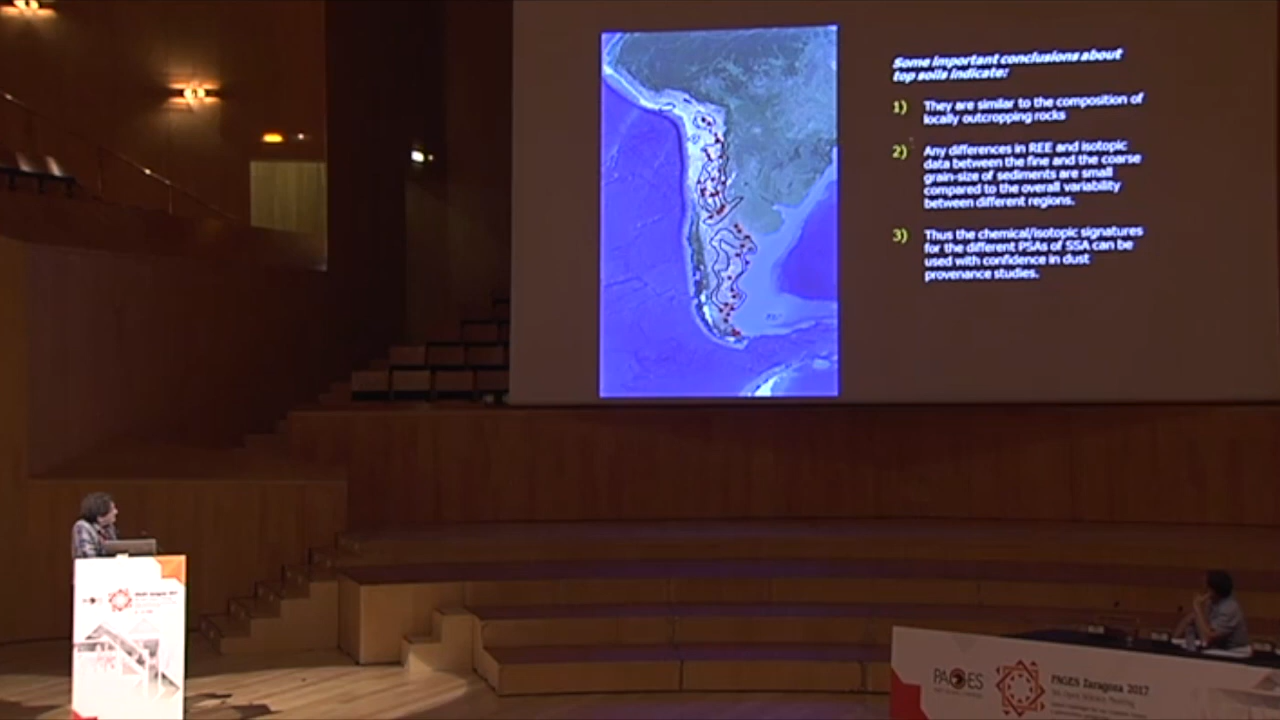 Some important conclusions about
top soils indicate:
1) They are similar to the composition of
locally outcropping rocks
2) Any differences in REE and isotopic
data between the fine and the coarse
grain-size of sediments are small
compared to the overall variability
between different regions.
3) Thus the chemical/isotopic signatures
for the different PSAs of SSA can be
used with confidence in dust
provenance studies.
PAGES
PAGES Zaragoza 2017